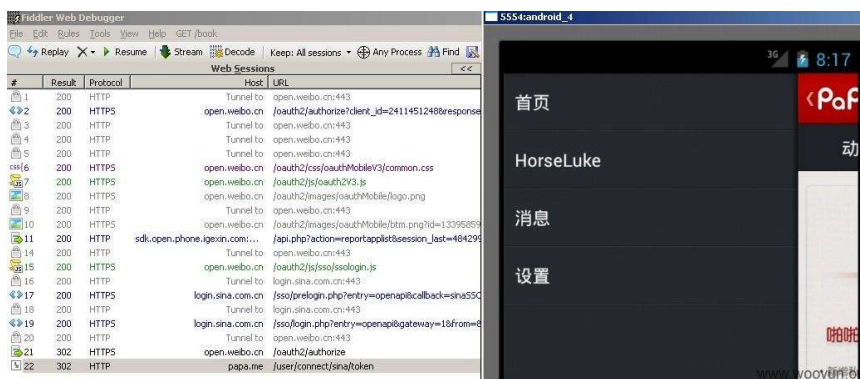 Fiddler Web Debugger
File Edit Rules Tools View Help GET /book
Replay X Resume Stream Decode Keep: All sessions Any Process Find
Web Sessions <<
# Result Protocol Host URL
1 200 HTTP Tunnel to open.weibo.cn:443
2 200 HTTPS open.weibo.cn /oauth2/authorize?client_id=2411451248&response
3 200 HTTP Tunnel to open.weibo.cn:443
4 200 HTTP Tunnel to open.weibo.cn:443
5 200 HTTP Tunnel to open.weibo.cn:443
6 200 HTTPS open.weibo.cn /oauth2/css/oauthMobileV3/common.css
7 200 HTTPS open.weibo.cn /oauth2/js/oauth2V3.js
8 200 HTTPS open.weibo.cn /oauth2/images/oauthMobile/logo.png
9 200 HTTP Tunnel to open.weibo.cn:443
10 200 HTTPS open.weibo.cn /oauth2/images/oauthMobile/btm.png?id=13395859
11 200 HTTP sdk.open.phone.igexin.com:... /api.php?action=reportapplist&session_last=484299
14 200 HTTP Tunnel to open.weibo.cn:443
15 200 HTTPS open.weibo.cn /oauth2/js/sso/ssologin.js
16 200 HTTP Tunnel to login.sina.com.cn:443
17 200 HTTPS login.sina.com.cn /sso/prelogin.php?entry=openapi&callback=sinaSSO
18 200 HTTP Tunnel to login.sina.com.cn:443
19 200 HTTPS login.sina.com.cn /sso/login.php?entry=openapi&gateway=1&from=
20 200 HTTP Tunnel to open.weibo.cn:443
21 302 HTTPS open.weibo.cn /oauth2/authorize
22 302 HTTP papa.me /user/connect/sina/token
5554:android_4
3G 8:17
首页
HorseLuke
消息
设置
PaP
动
啪啪